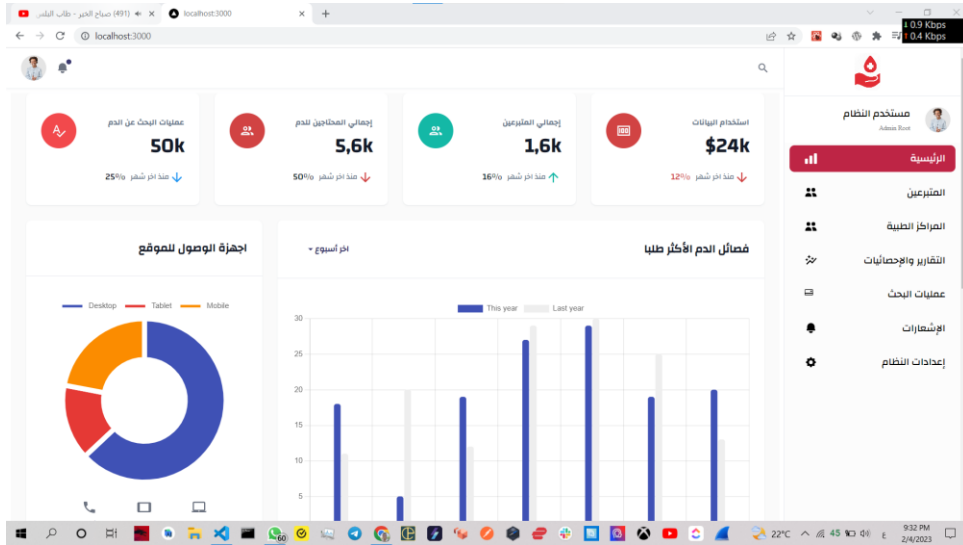 (491) صباح الخير - طالب البلس
localhost:3000
localhost:3000
0.9 Kbps
0.4 Kbps
مستخدم النظام
Admin Root
الرئيسية
المتبرعين
المراكز الطبية
التقارير والإحصائيات
عمليات البحث
الإشعارات
إعدادات النظام
استخدام البيانات
$24k
12% منذ اخر شهر
إجمالي المتبرعين
1,6k
16% منذ اخر شهر
إجمالي المحتاجين للدم
5,6k
50% منذ اخر شهر
عمليات البحث عن الدم
50k
25% منذ اخر شهر
فصائل الدم الأكثر طلبا
اخر أسبوع
This year Last year
30
25
20
15
10
5
اجهزة الوصول للموقع
Desktop Tablet Mobile
60
22°C
45
ع
9:32 PM
2/4/2023